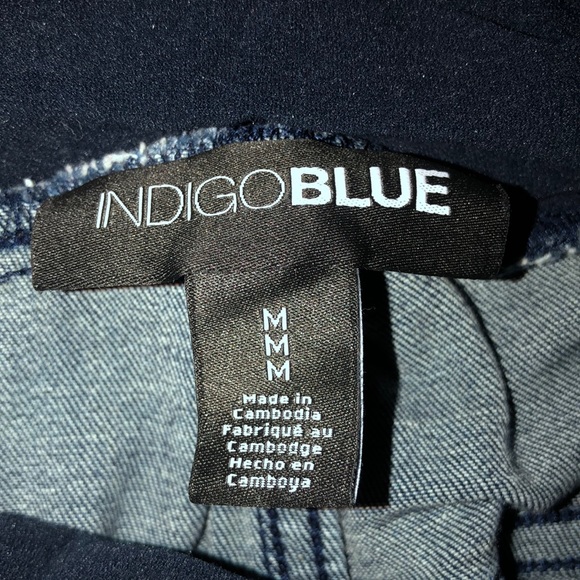 INDIGOBLUE
M
M
M
Made in
Cambodia
Fabriqué au
Cambodge
Hecho en
Camboya